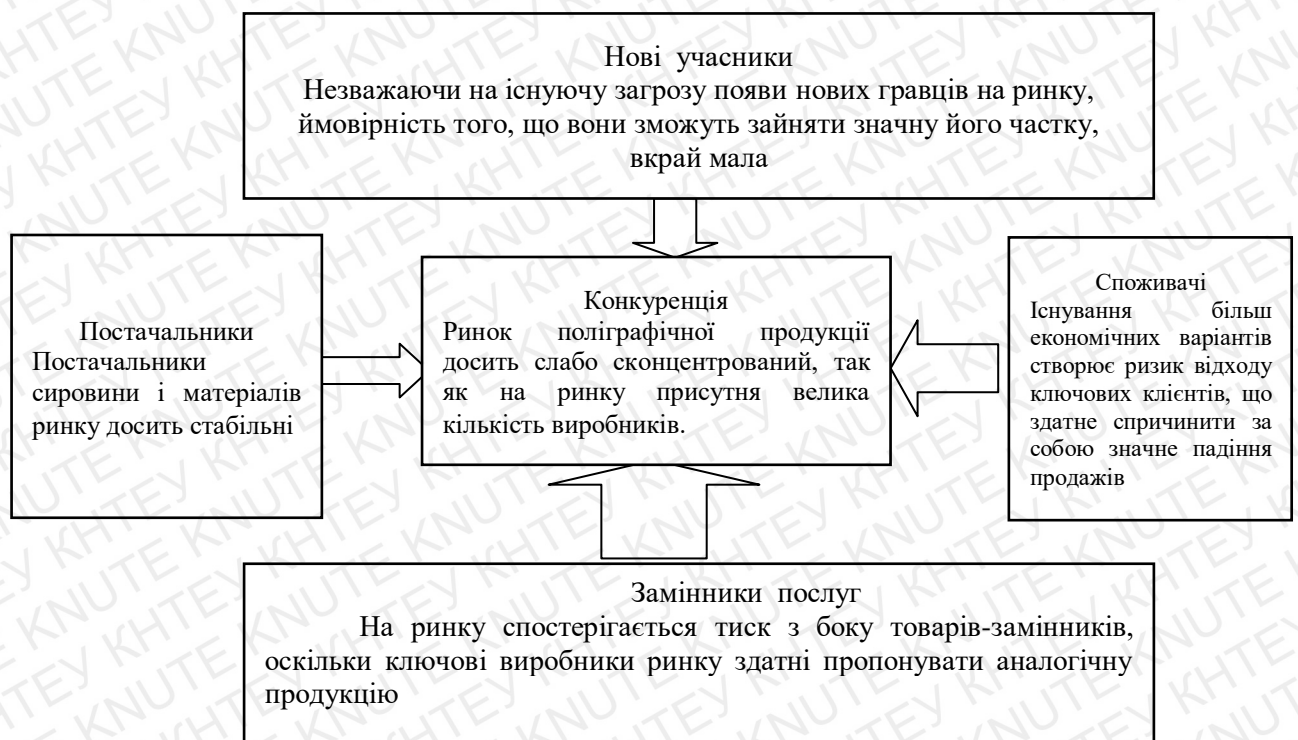 Нові учасники
Незважаючи на існуючу загрозу появи нових гравців на ринку,
ймовірність того, що вони зможуть зайняти значну його частку,
вкрай мала
Постачальники
Постачальники
сировини і матеріалів
ринку досить стабільні
Конкуренція
Ринок поліграфічної продукції
досить слабо сконцентрований, так
як на ринку присутня велика
кількість виробників.
Споживачі
Існування більш
економічних варіантів
створює ризик відходу
ключових клієнтів, що
здатне спричинити за
собою значне падіння
продажів
Замінники послуг
На ринку спостерігається тиск з боку товарів-замінників,
оскільки ключові виробники ринку здатні пропонувати аналогічну
продукцію